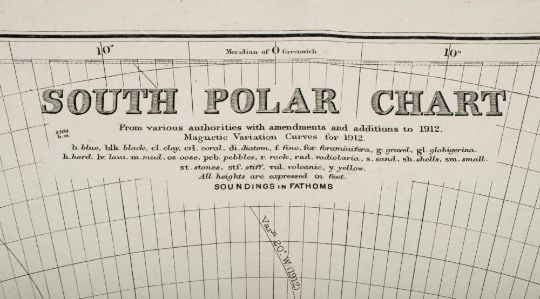 10° Meridian of 0 Greenwich 10°
SOUTH POLAR CHART
From various authorities with amendments and additions to 1912.
Magnetic Variation Curves for 1912.
b. blue, blk. black, cl. clay, crl. coral, di. diatom, f. fine, for. foraminifera, g. gravel, gl. globigerina.
h. hard, lv. lava, m. mud, oz. ooze, peb. pebbles, r. rock, rad. radiolaria, s. sand, sh. shells, sm. small.
st. stones, stf. stiff, vol. volcanic, y. yellow.
All heights are expressed in feet.
SOUNDINGS IN FATHOMS
Varn. 20° W (1912)